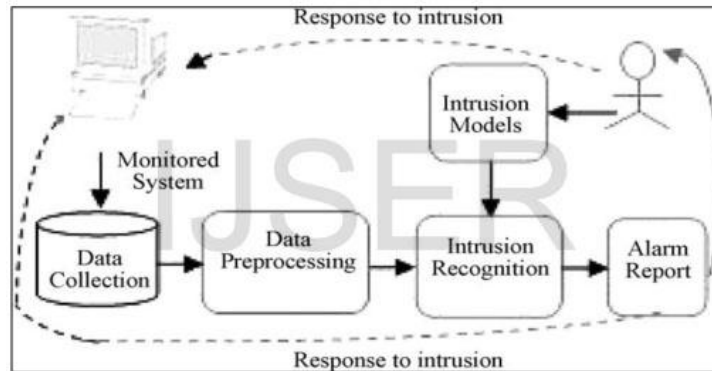 Response to intrusion
Intrusion
Models
Monitored
System
IJSER
Data
Collection
Data
Preprocessing
Intrusion
Recognition
Alarm
Report
Response to intrusion